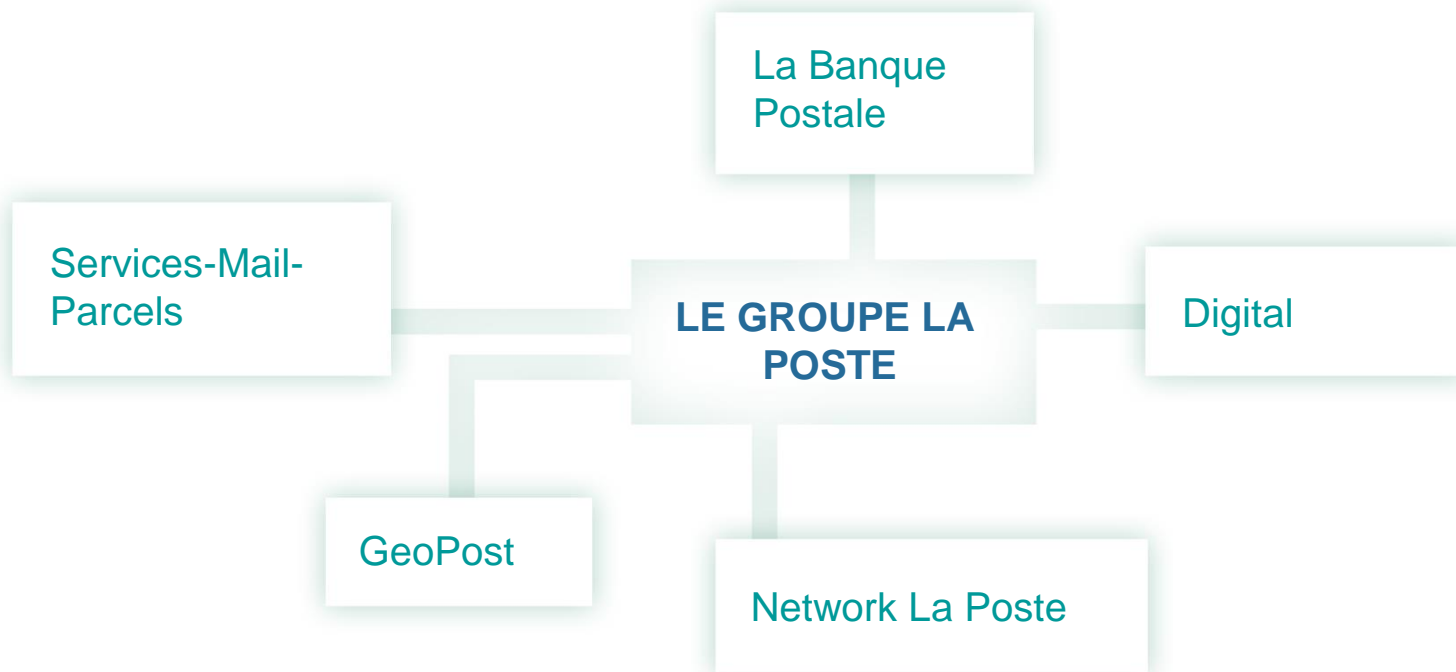 La Banque
Postale
Services-Mail-
Parcels
LE GROUPE LA
POSTE
Digital
GeoPost
Network La Poste